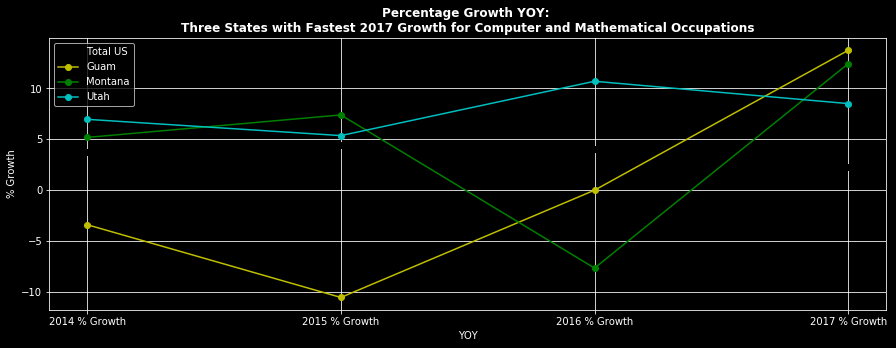 Percentage Growth YOY:
Three States with Fastest 2017 Growth for Computer and Mathematical Occupations
Total US
Guam
Montana
Utah
10
5
0
−5
−10
% Growth
2014 % Growth
2015 % Growth
2016 % Growth
2017 % Growth
YOY